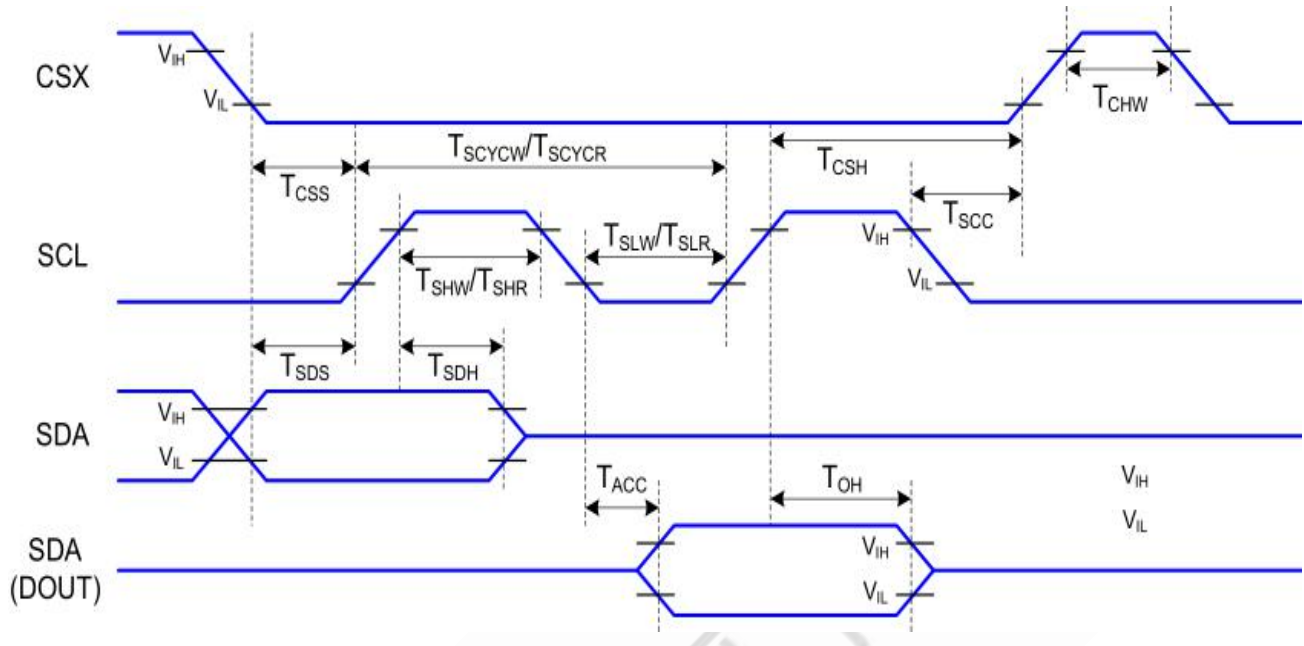 CSX
VIH
VIL
TCHW
TSCYCW/TSCYCR
TCSH
TCSS
TSCC
SCL
TSLW/TSLR
VIH
TSHW/TSHR
VIL
TSDS
TSDH
SDA
VIH
VIL
TACC
TOH
VIH
VIL
SDA
(DOUT)
VIH
VIL